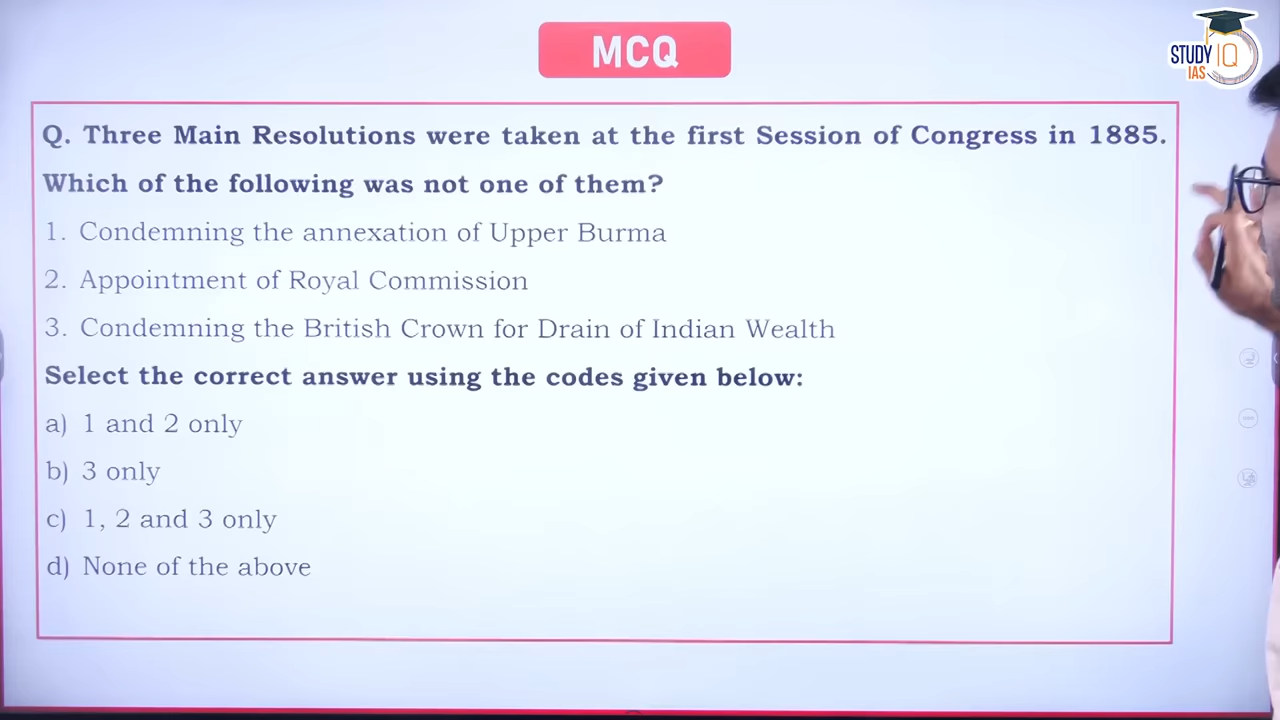 MCQ
STUDY IQ
IAS
Q. Three Main Resolutions were taken at the first Session of Congress in 1885.
Which of the following was not one of them?
1. Condemning the annexation of Upper Burma
2. Appointment of Royal Commission
3. Condemning the British Crown for Drain of Indian Wealth
Select the correct answer using the codes given below:
a) 1 and 2 only
b) 3 only
c) 1, 2 and 3 only
d) None of the above